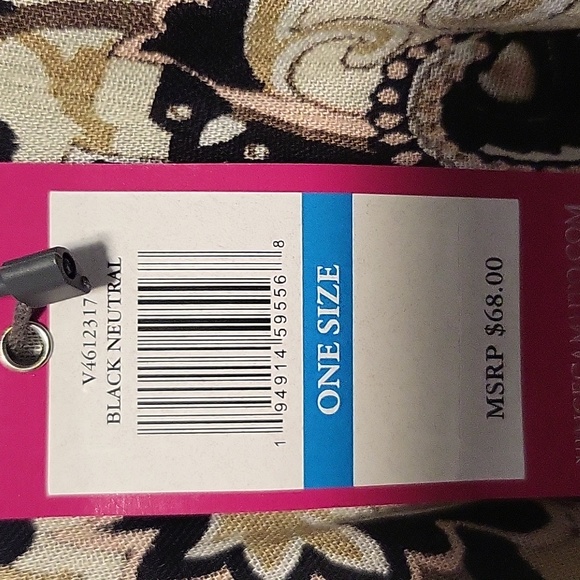 V4612317
BLACK NEUTRAL
1 94914 59556 8
ONE SIZE
MSRP $68.00